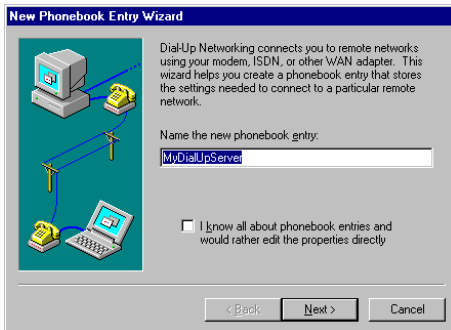 New Phonebook Entry Wizard
Dial-Up Networking connects you to remote networks
using your modem, ISDN, or other WAN adapter. This
wizard helps you create a phonebook entry that stores
the settings needed to connect to a particular remote
network.
Name the new phonebook entry:
MyDialUpServer
I know all about phonebook entries and
would rather edit the properties directly
< Back
Next >
Cancel